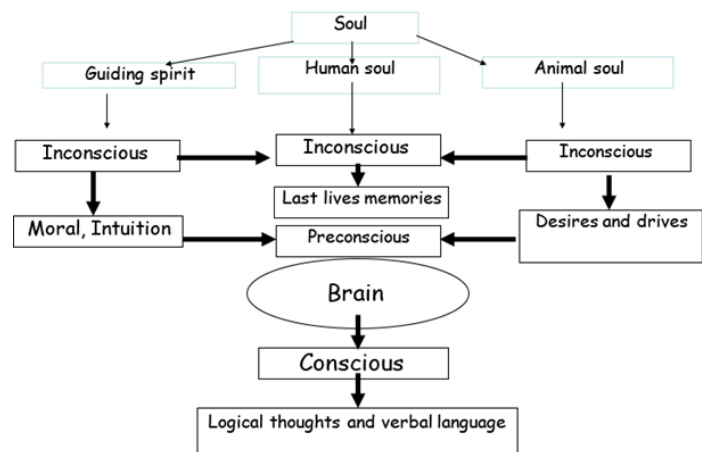 Soul
Guiding spirit
Human soul
Animal soul
Inconscious
Inconscious
Inconscious
Last lives memories
Moral, Intuition
Preconscious
Desires and drives
Brain
Conscious
Logical thoughts and verbal language